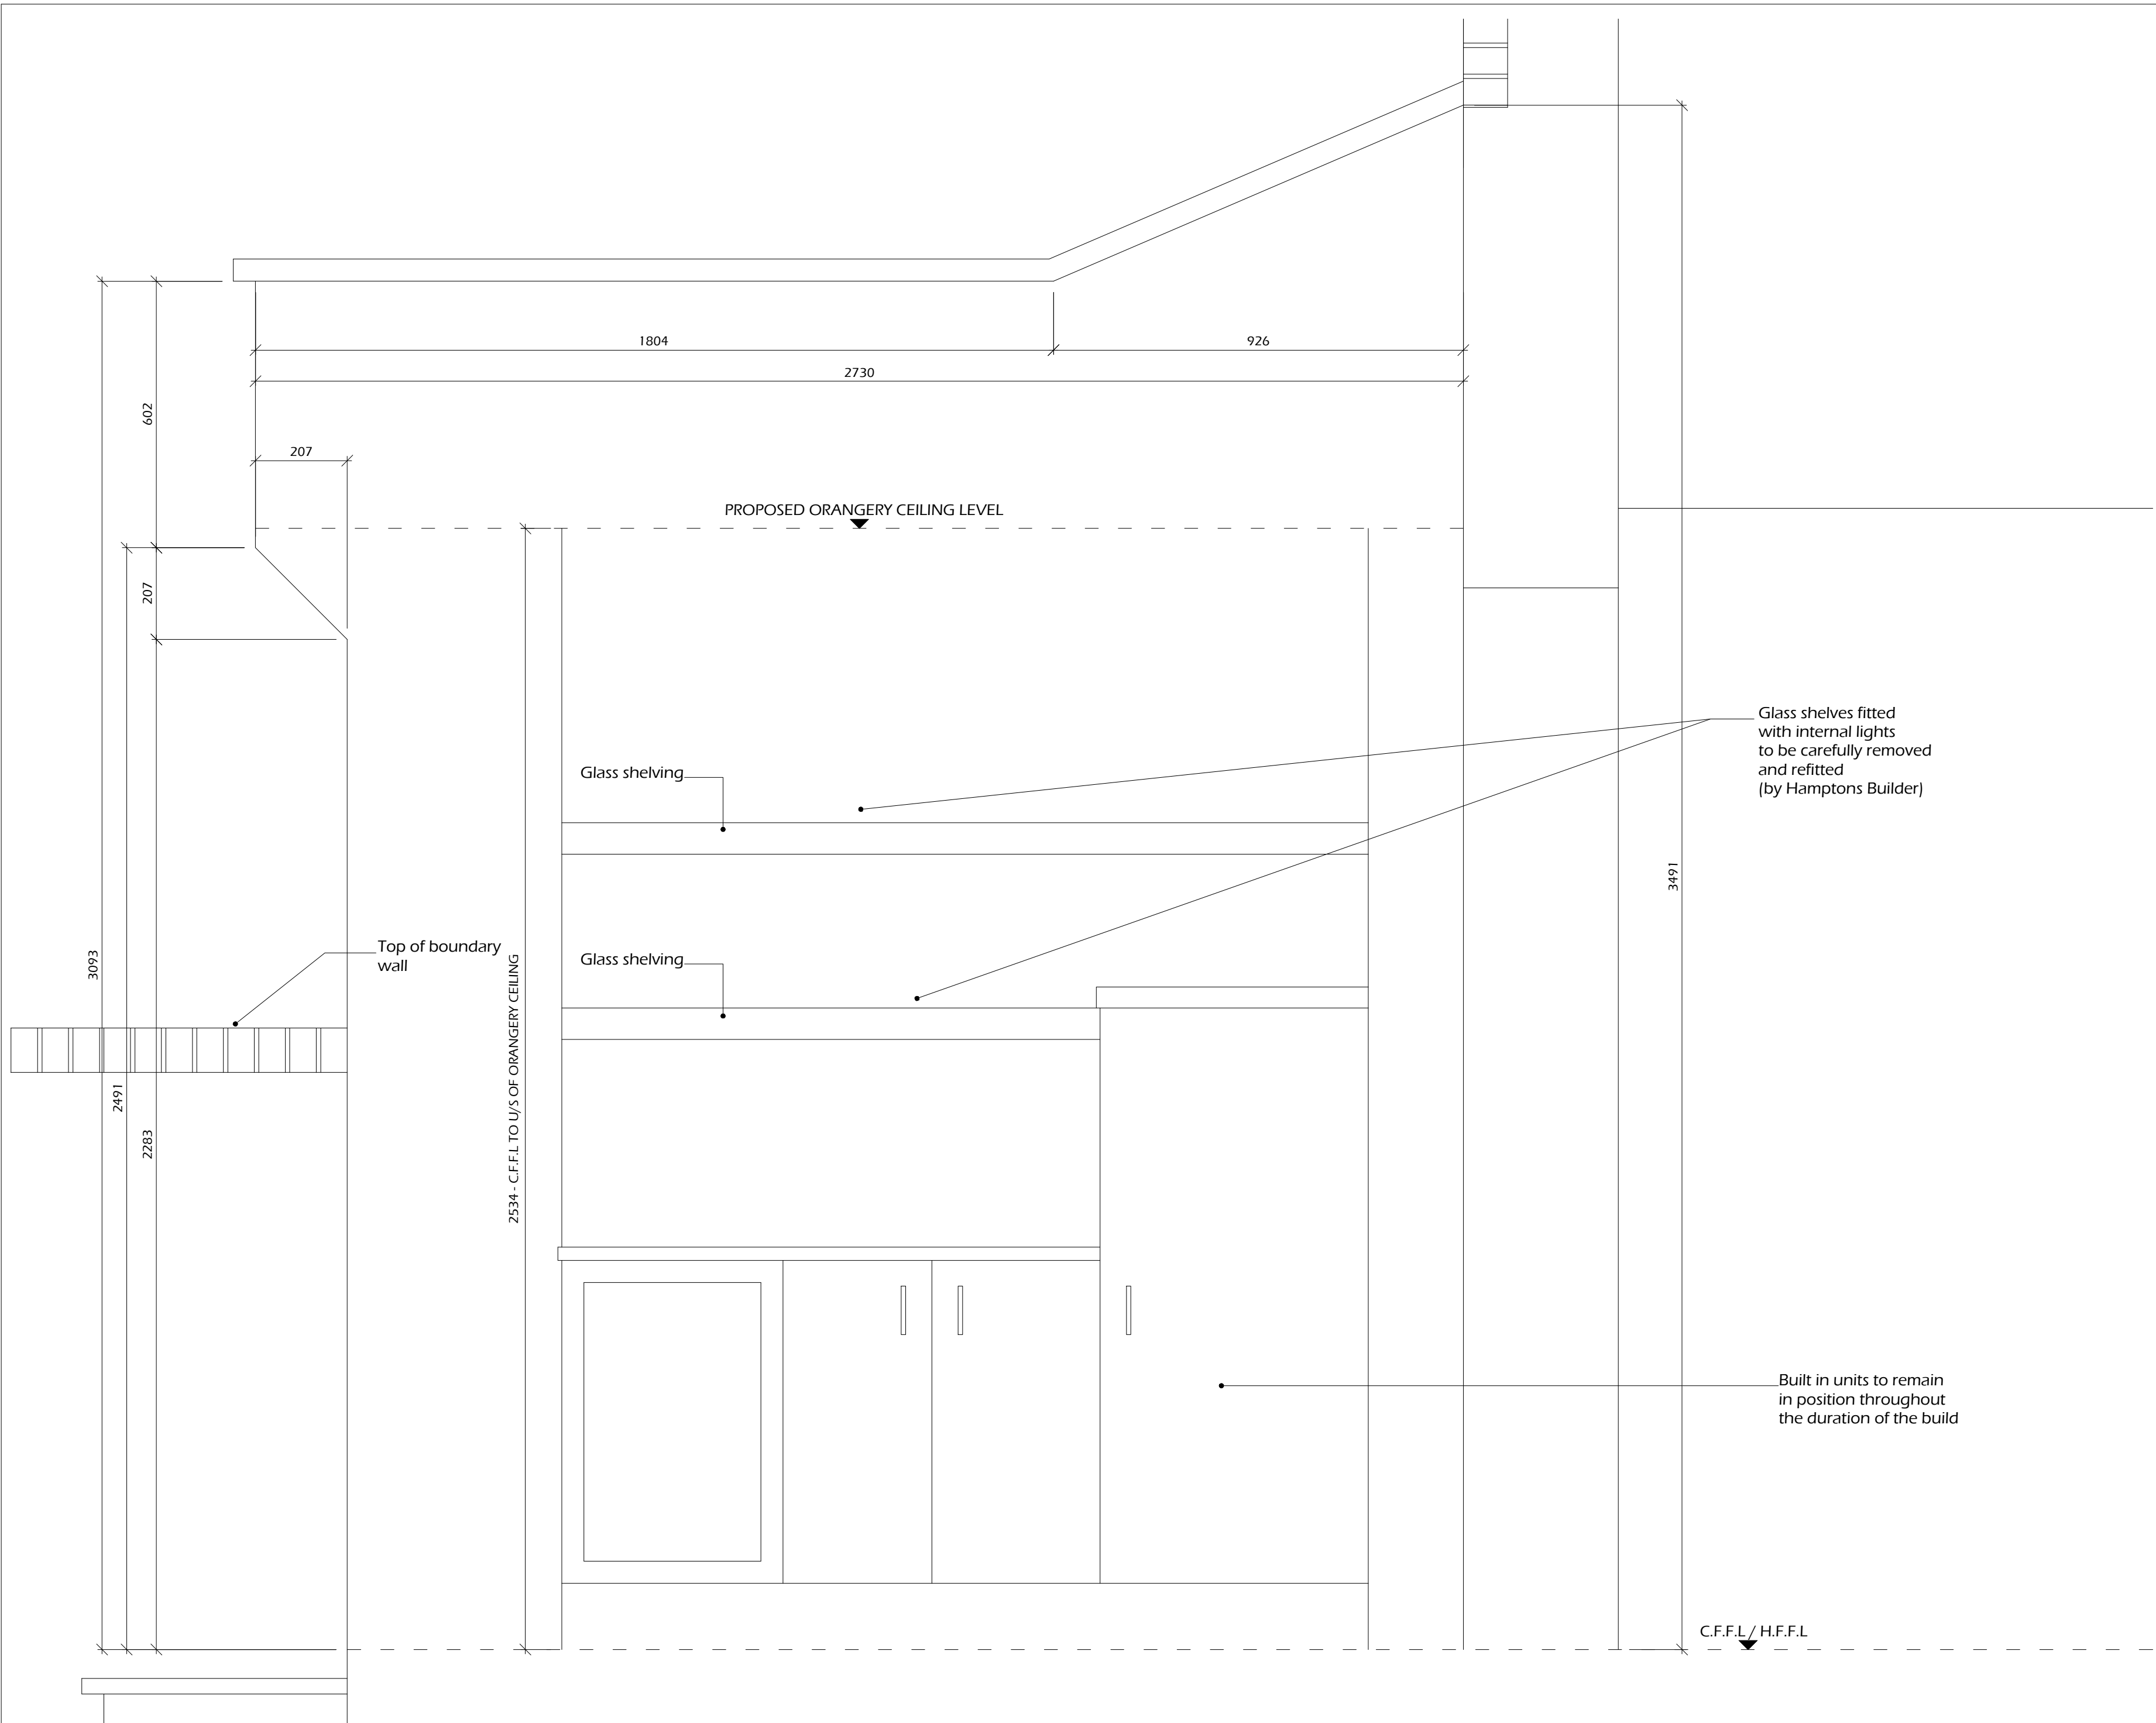 1804
926
2730
602
207
PROPOSED ORANGERY CEILING LEVEL
207
Glass shelves fitted
with internal lights
to be carefully removed
and refitted
(by Hamptons Builder)
Glass shelving
3491
Top of boundary
wall
Glass shelving
3093
2491
2283
2534 - C.F.F.L TO U/S OF ORANGERY CEILING
Built in units to remain
in position throughout
the duration of the build
C.F.F.L / H.F.F.L